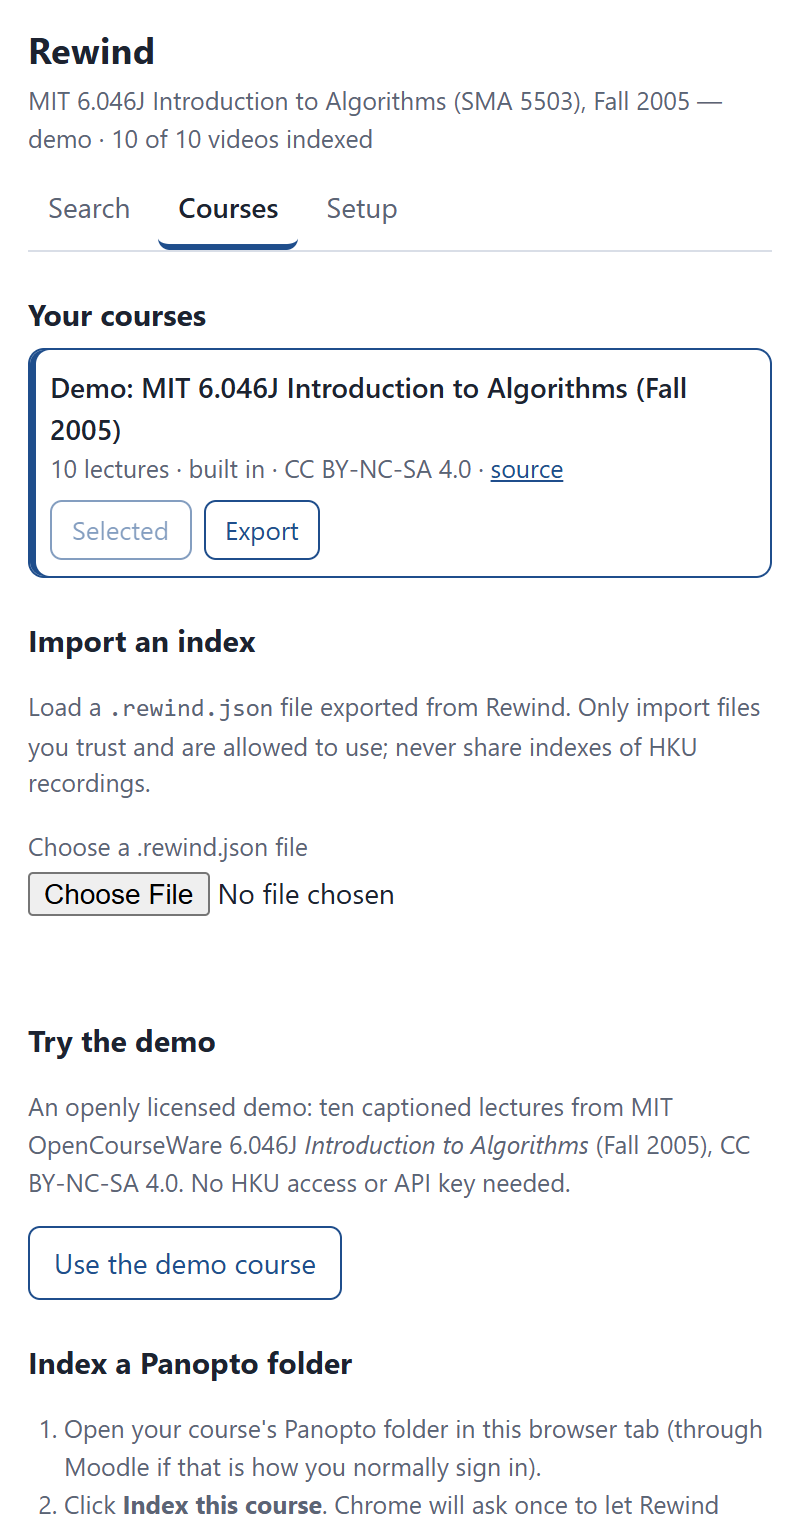 Rewind
MIT 6.046J Introduction to Algorithms (SMA 5503), Fall 2005 —
demo · 10 of 10 videos indexed
Search Courses Setup
Your courses
Demo: MIT 6.046J Introduction to Algorithms (Fall
2005)
10 lectures · built in · CC BY-NC-SA 4.0 · source
Selected Export
Import an index
Load a .rewind.json file exported from Rewind. Only import files
you trust and are allowed to use; never share indexes of HKU
recordings.
Choose a .rewind.json file
Choose File No file chosen
Try the demo
An openly licensed demo: ten captioned lectures from MIT
OpenCourseWare 6.046J Introduction to Algorithms (Fall 2005), CC
BY-NC-SA 4.0. No HKU access or API key needed.
Use the demo course
Index a Panopto folder
1. Open your course's Panopto folder in this browser tab (through
Moodle if that is how you normally sign in).
2. Click Index this course. Chrome will ask once to let Rewind